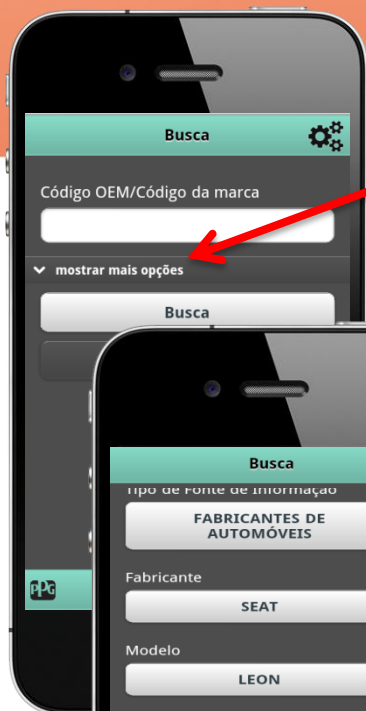 Busca
Código OEM/Código da marca
mostrar mais opções
Busca
PPG
Busca
Tipo de Fonte de Informação
FABRICANTES DE
AUTOMÓVEIS
Fabricante
SEAT
Modelo
LEON